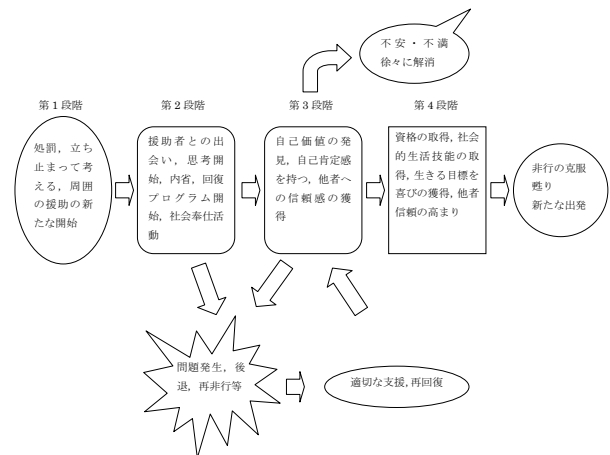 不安・不満
徐々に解消
第1段階
第2段階
第3段階
第4段階
処罰，立ち
止まって考
える，周囲
の援助の新
たな開始
援助者との出
会い，思考開
始，内省，回復
プログラム開
始，社会奉仕活
動
自己価値の発
見，自己肯定感
を持つ，他者へ
の信頼感の獲
得
資格の取得，社会
的生活技能の取
得，生きる目標を
喜びの獲得，他者
信頼の高まり
非行の克服
甦り
新たな出発
問題発生，後
退，再非行等
適切な支援，再回復